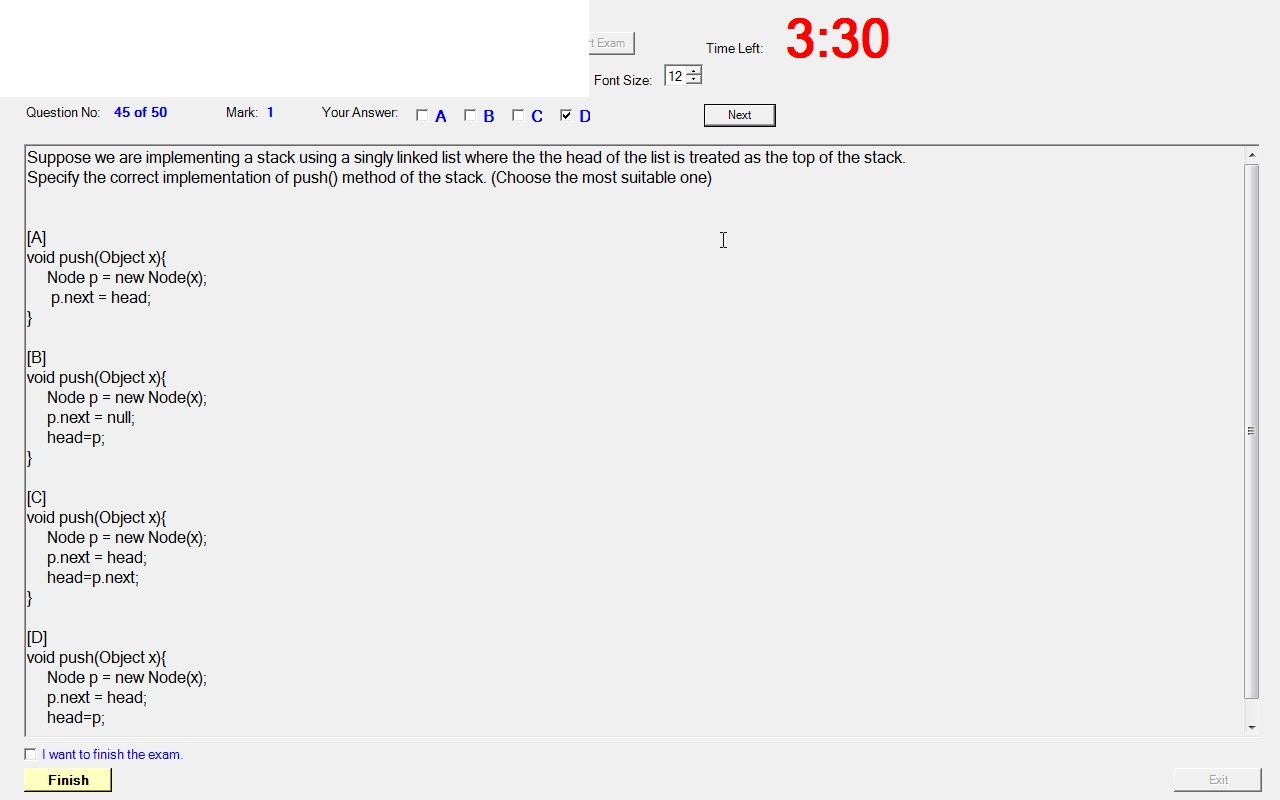 t Exam
Time Left:
3:30
Font Size:
12
Question No: 45 of 50 Mark: 1 Your Answer: A B C D Next
Suppose we are implementing a stack using a singly linked list where the the head of the list is treated as the top of the stack.
Specify the correct implementation of push() method of the stack. (Choose the most suitable one)
[A]
void push(Object x){
Node p = new Node(x);
p.next = head;
}
[B]
void push(Object x){
Node p = new Node(x);
p.next = null;
head=p;
}
[C]
void push(Object x){
Node p = new Node(x);
p.next = head;
head=p.next;
}
[D]
void push(Object x){
Node p = new Node(x);
p.next = head;
head=p;
I want to finish the exam.
Finish
Exit